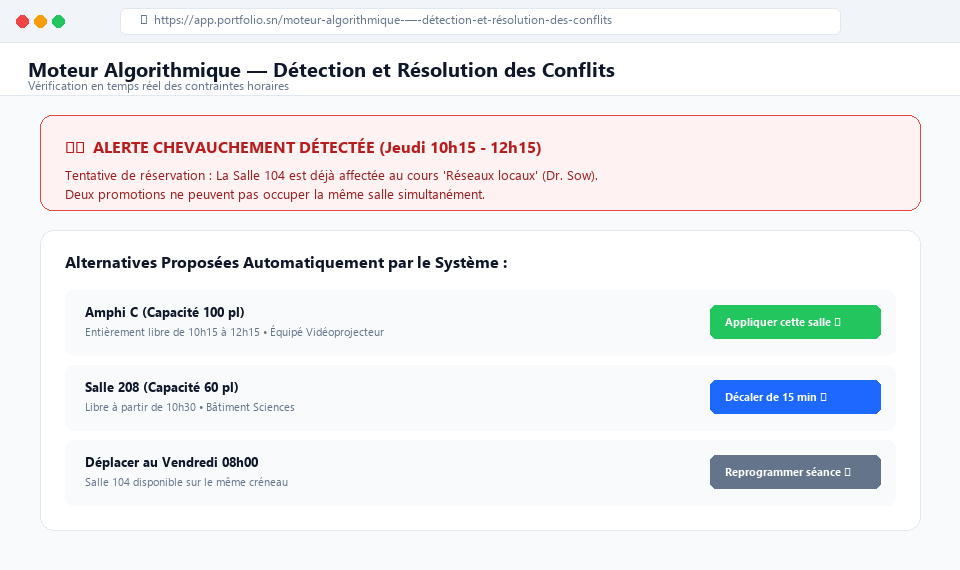 https://app.portfolio.sn/moteur-algorithmique-—-détection-et-résolution-des-conflits
Moteur Algorithmique — Détection et Résolution des Conflits
Vérification en temps réel des contraintes horaires
ALERTE CHEVAUCHEMENT DÉTECTÉE (Jeudi 10h15 - 12h15)
Tentative de réservation : La Salle 104 est déjà affectée au cours 'Réseaux locaux' (Dr. Sow).
Deux promotions ne peuvent pas occuper la même salle simultanément.
Alternatives Proposées Automatiquement par le Système :
Amphi C (Capacité 100 pl)
Entièrement libre de 10h15 à 12h15 • Équipé Vidéoprojecteur
Appliquer cette salle
Salle 208 (Capacité 60 pl)
Libre à partir de 10h30 • Bâtiment Sciences
Décaler de 15 min
Déplacer au Vendredi 08h00
Salle 104 disponible sur le même créneau
Reprogrammer séance